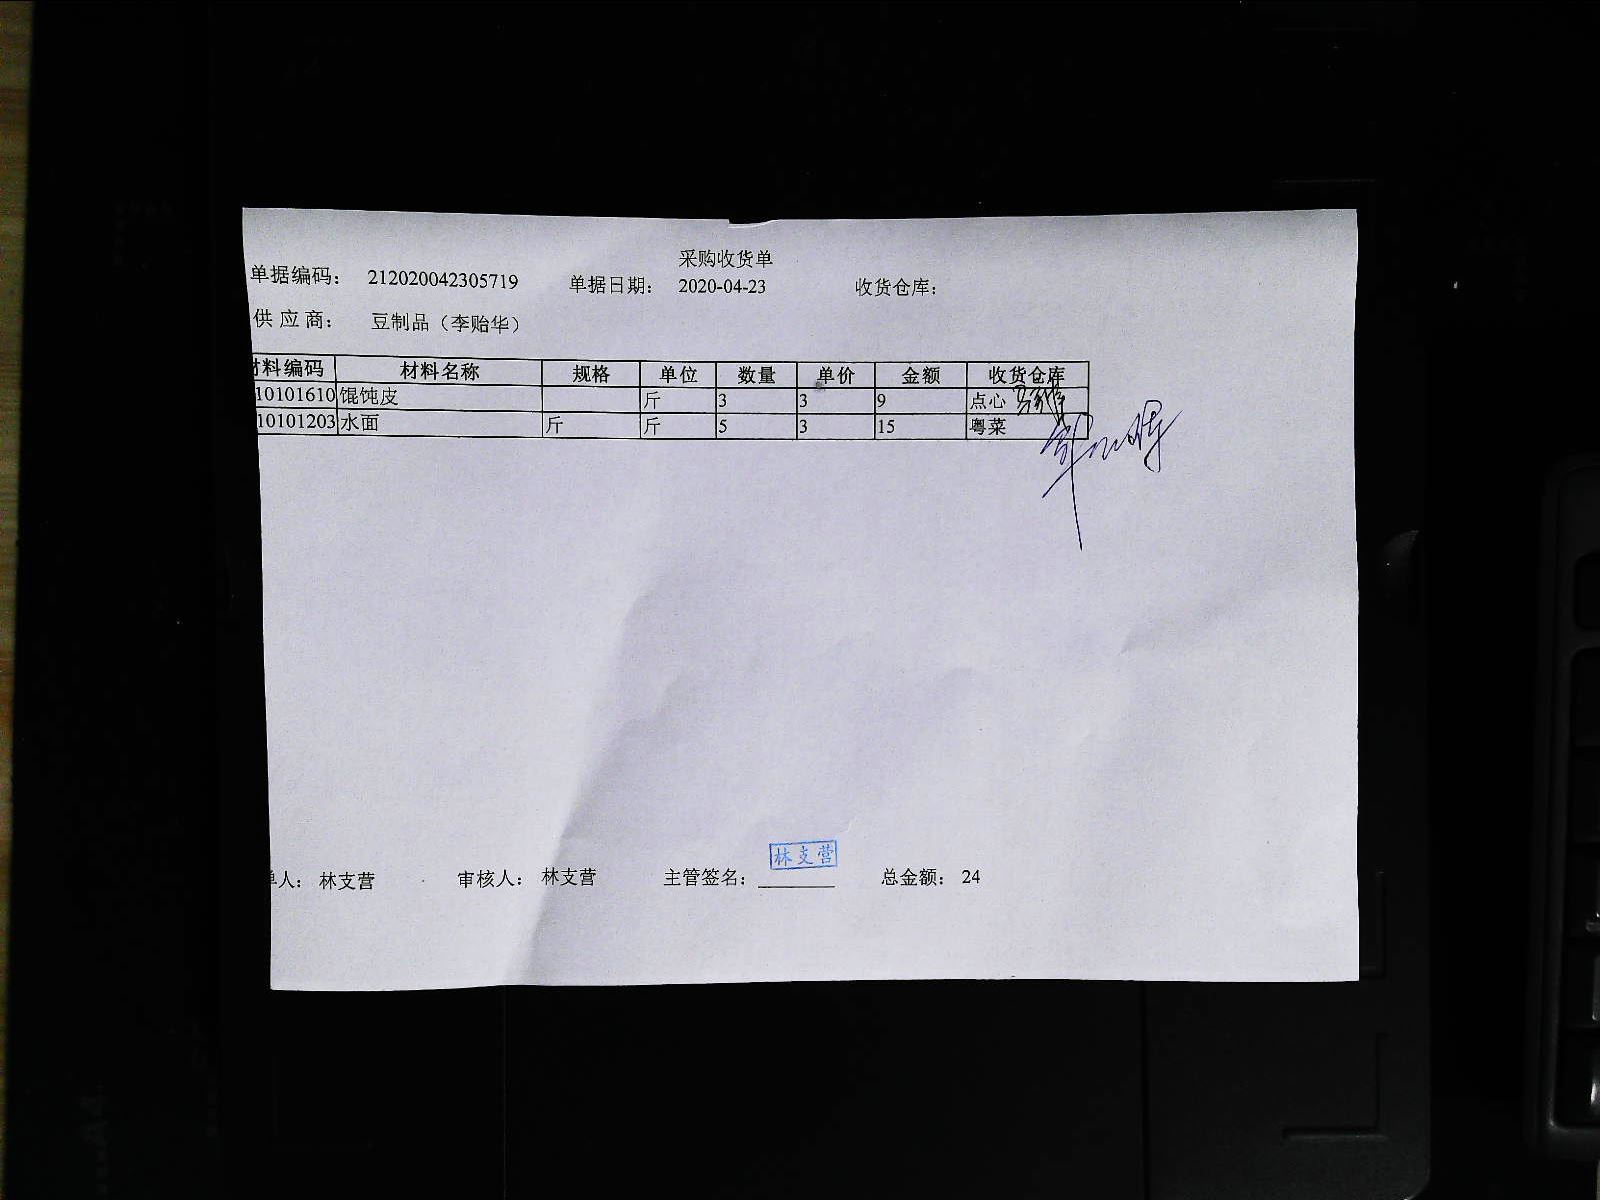 采购收货单
单据编码： 212020042305719 单据日期： 2020-04-23 收货仓库：
供应商： 豆制品（李贻华）
材料编码 材料名称 规格 单位 数量 单价 金额 收货仓库
10101610 馄饨皮 斤 3 3 9 点心
10101203 水面 斤 斤 5 3 15 粤菜
林支营
单人： 林支营 审核人： 林支营 主管签名： 总金额： 24